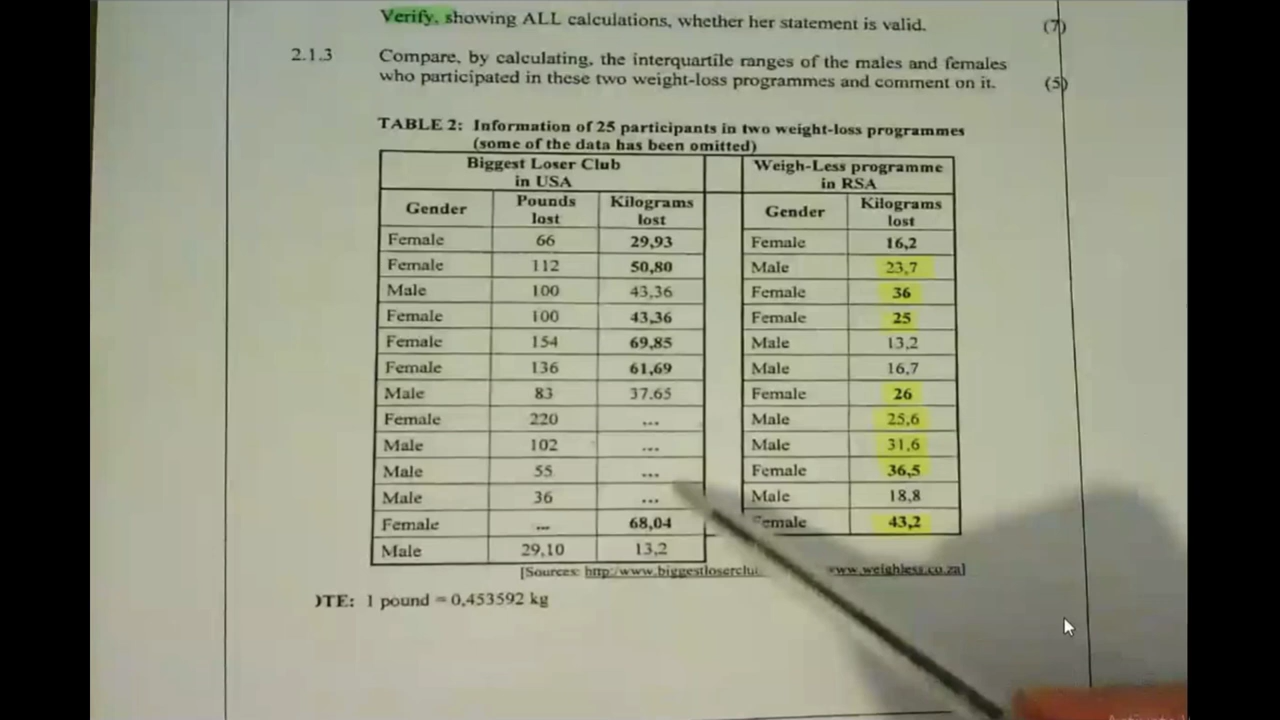 Verify, showing ALL calculations, whether her statement is valid. (7)
2.1.3 Compare, by calculating, the interquartile ranges of the males and females
who participated in these two weight-loss programmes and comment on it. (5)
TABLE 2: Information of 25 participants in two weight-loss programmes
(some of the data has been omitted)
Biggest Loser Club Weigh-Less programme
in USA in RSA
Gender Pounds lost Kilograms lost Gender Kilograms lost
Female 66 29,93 Female 16,2
Female 112 50,80 Male 23,7
Male 100 43,36 Female 36
Female 100 43,36 Female 25
Female 154 69,85 Male 13,2
Female 136 61,69 Male 16,7
Male 83 37.65 Female 26
Female 220 ... Male 25,6
Male 102 ... Male 31,6
Male 55 ... Female 36,5
Male 36 ... Male 18,8
Female ... 68,04 emale 43,2
Male 29,10 13,2
[Sources: http:/www.biggestloserclu www.weighless.co.za]
)TE: 1 pound = 0,453592 kg